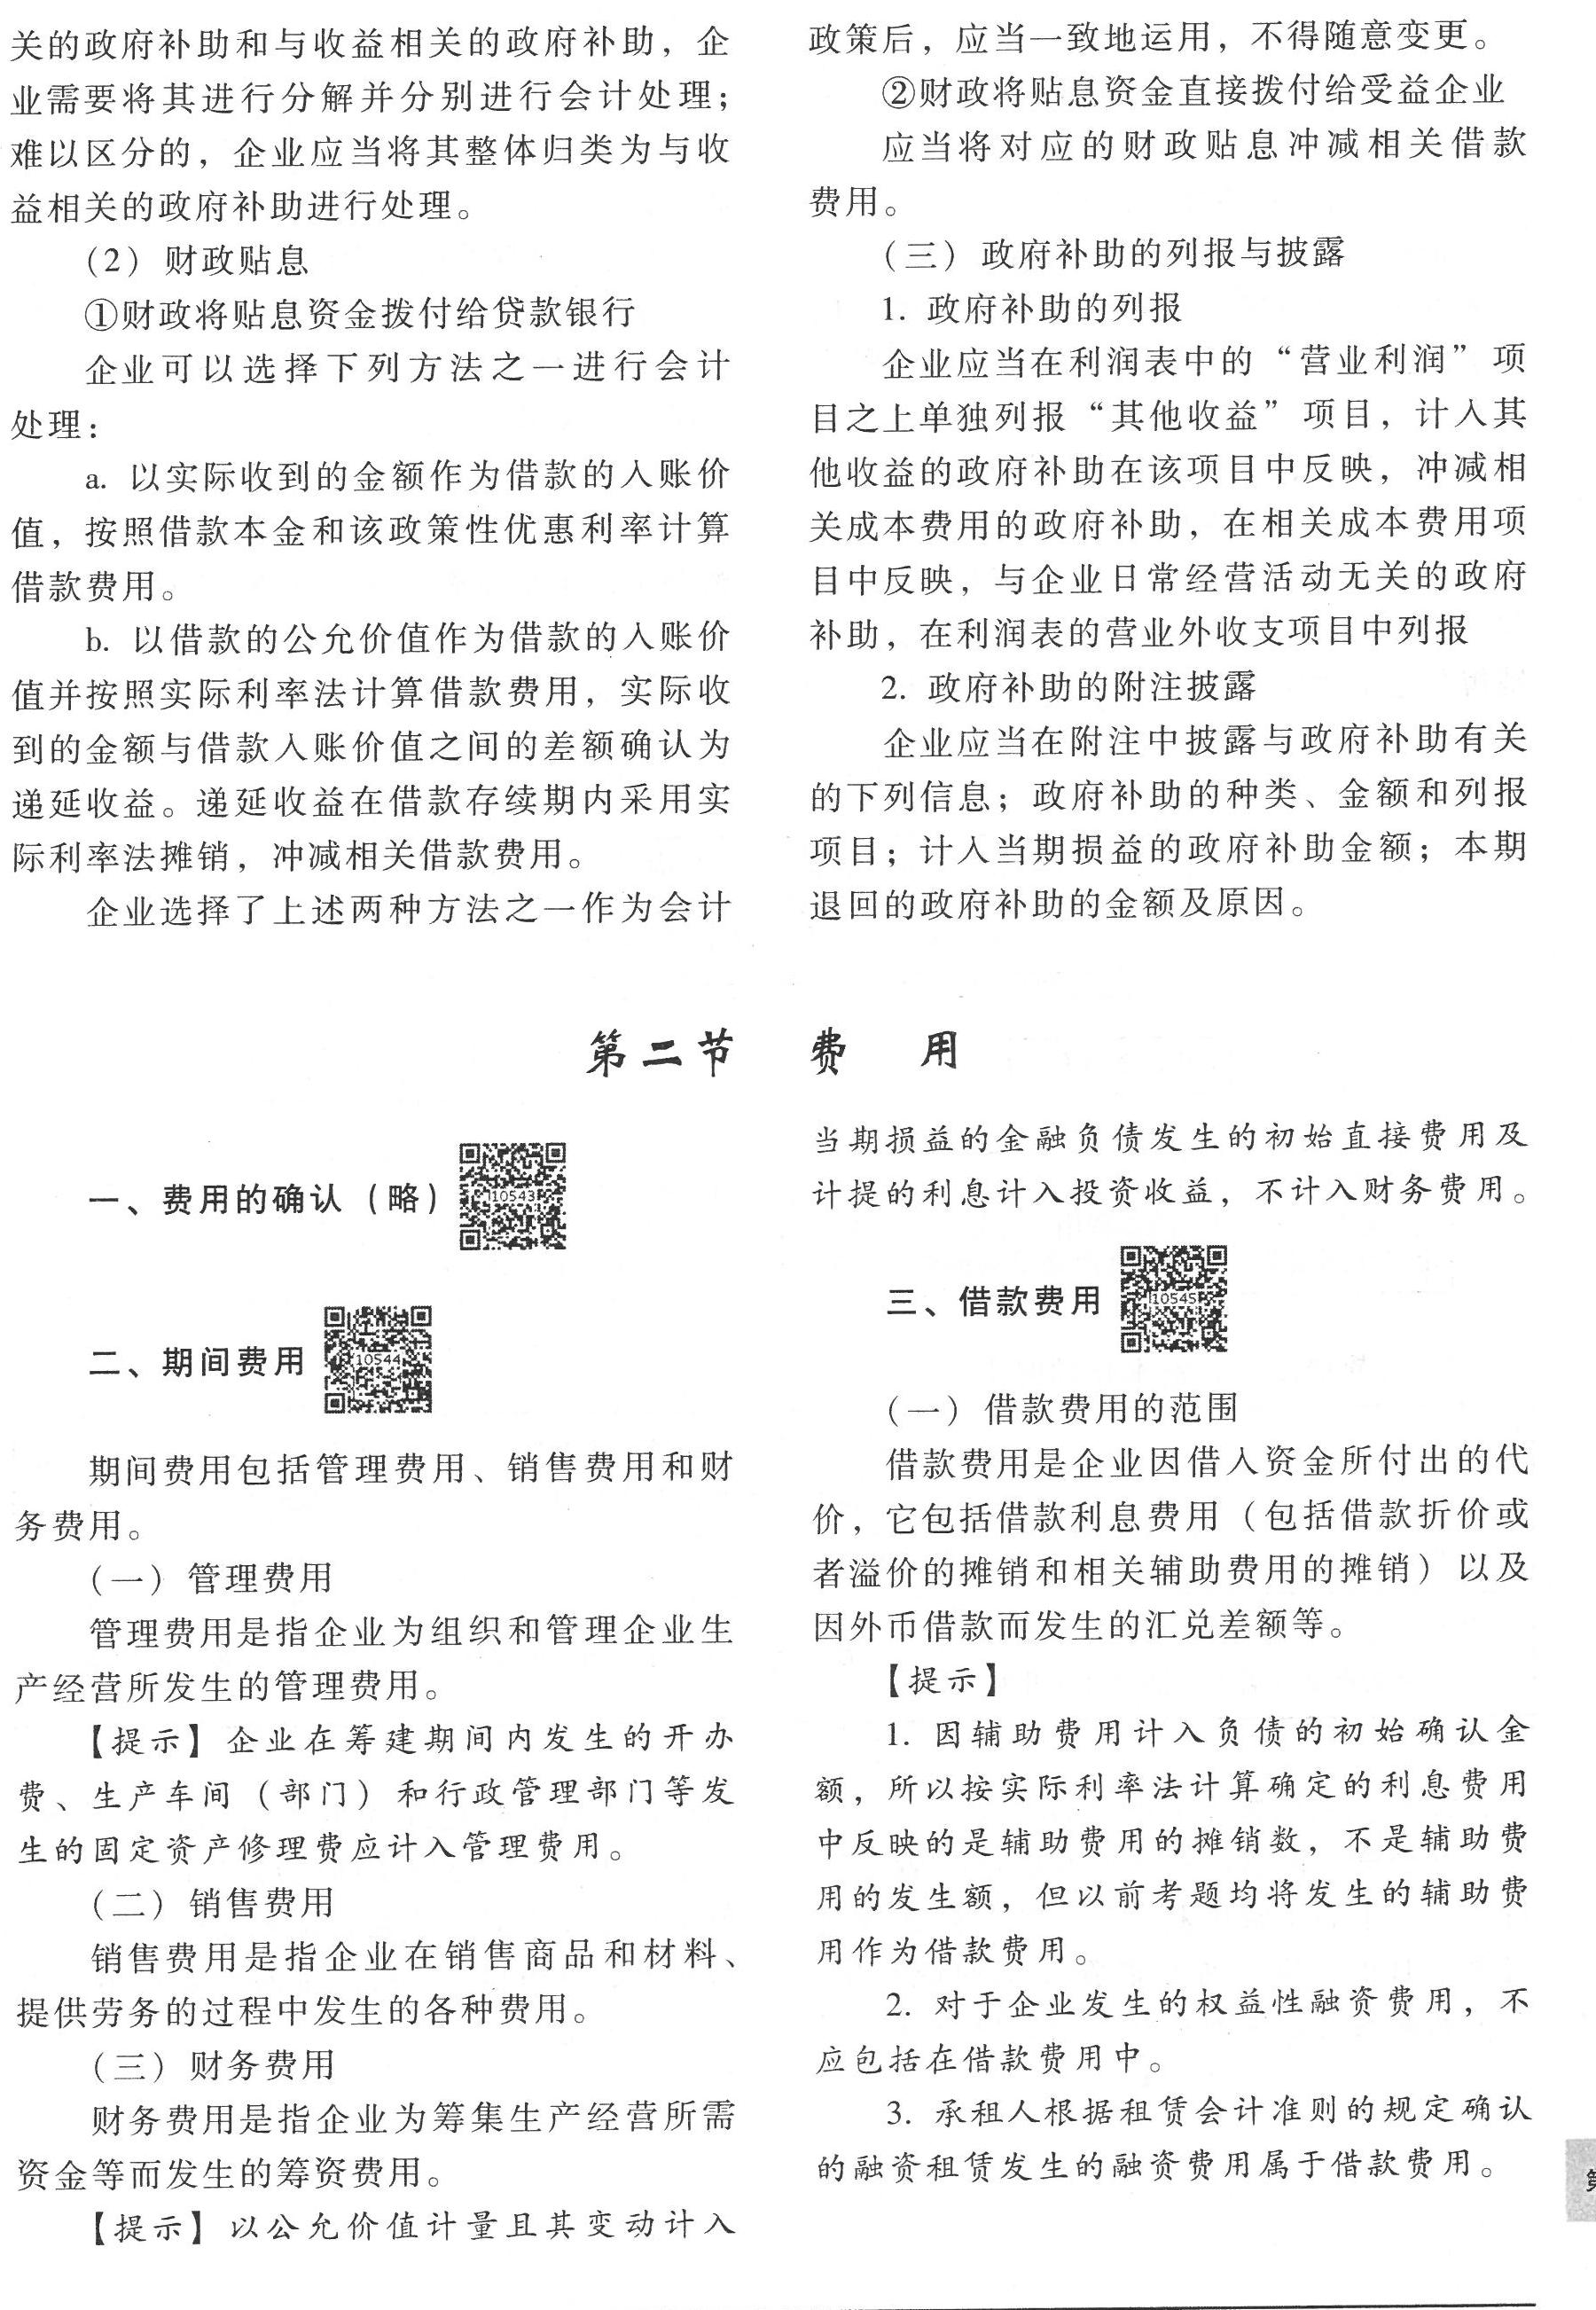 关的政府补助和与收益相关的政府补助，企
业需要将其进行分解并分别进行会计处理；
难以区分的，企业应当将其整体归类为与收
益相关的政府补助进行处理。
（2）财政贴息
①财政将贴息资金拨付给贷款银行
企业可以选择下列方法之一进行会计
处理：
a. 以实际收到的金额作为借款的入账价
值，按照借款本金和该政策性优惠利率计算
借款费用。
b. 以借款的公允价值作为借款的入账价
值并按照实际利率法计算借款费用，实际收
到的金额与借款入账价值之间的差额确认为
递延收益。递延收益在借款存续期内采用实
际利率法摊销，冲减相关借款费用。
企业选择了上述两种方法之一作为会计
政策后，应当一致地运用，不得随意变更。
②财政将贴息资金直接拨付给受益企业
应当将对应的财政贴息冲减相关借款
费用。
（三）政府补助的列报与披露
1. 政府补助的列报
企业应当在利润表中的“营业利润”项
目之上单独列报“其他收益”项目，计入其
他收益的政府补助在该项目中反映，冲减相
关成本费用的政府补助，在相关成本费用项
目中反映，与企业日常经营活动无关的政府
补助，在利润表的营业外收支项目中列报
2. 政府补助的附注披露
企业应当在附注中披露与政府补助有关
的下列信息；政府补助的种类、金额和列报
项目；计入当期损益的政府补助金额；本期
退回的政府补助的金额及原因。
第二节 费 用
一、费用的确认（略）
10543
二、期间费用
10544
期间费用包括管理费用、销售费用和财
务费用。
（一）管理费用
管理费用是指企业为组织和管理企业生
产经营所发生的管理费用。
【提示】企业在筹建期间内发生的开办
费、生产车间（部门）和行政管理部门等发
生的固定资产修理费应计入管理费用。
（二）销售费用
销售费用是指企业在销售商品和材料、
提供劳务的过程中发生的各种费用。
（三）财务费用
财务费用是指企业为筹集生产经营所需
资金等而发生的筹资费用。
【提示】以公允价值计量且其变动计入
当期损益的金融负债发生的初始直接费用及
计提的利息计入投资收益，不计入财务费用。
三、借款费用
10545
（一）借款费用的范围
借款费用是企业因借入资金所付出的代
价，它包括借款利息费用（包括借款折价或
者溢价的摊销和相关辅助费用的摊销）以及
因外币借款而发生的汇兑差额等。
【提示】
1. 因辅助费用计入负债的初始确认金
额，所以按实际利率法计算确定的利息费用
中反映的是辅助费用的摊销数，不是辅助费
用的发生额，但以前考题均将发生的辅助费
用作为借款费用。
2. 对于企业发生的权益性融资费用，不
应包括在借款费用中。
3. 承租人根据租赁会计准则的规定确认
的融资租赁发生的融资费用属于借款费用。